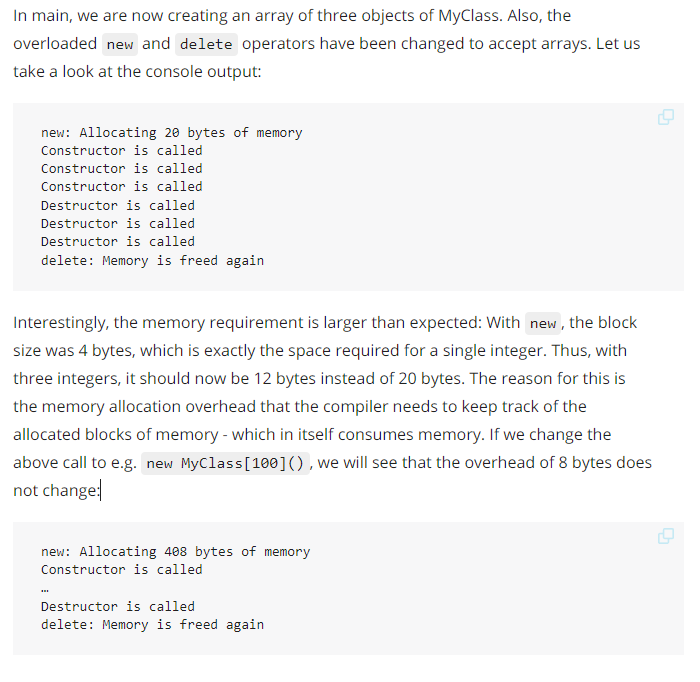 In main, we are now creating an array of three objects of MyClass. Also, the
overloaded new and delete operators have been changed to accept arrays. Let us
take a look at the console output:
new: Allocating 20 bytes of memory
Constructor is called
Constructor is called
Constructor is called
Destructor is called
Destructor is called
Destructor is called
delete: Memory is freed again
Interestingly, the memory requirement is larger than expected: With new , the block
size was 4 bytes, which is exactly the space required for a single integer. Thus, with
three integers, it should now be 12 bytes instead of 20 bytes. The reason for this is
the memory allocation overhead that the compiler needs to keep track of the
allocated blocks of memory - which in itself consumes memory. If we change the
above call to e.g. new MyClass[100]() , we will see that the overhead of 8 bytes does
not change:
new: Allocating 408 bytes of memory
Constructor is called
…
Destructor is called
delete: Memory is freed again